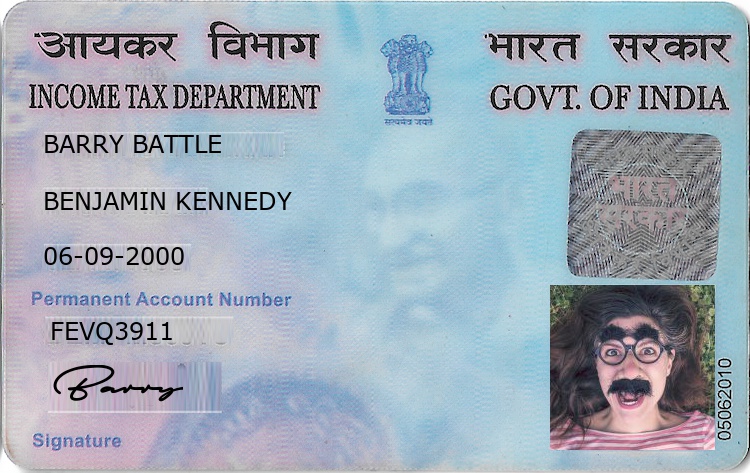 आयकर विभाग
भारत सरकार
INCOME TAX DEPARTMENT
GOVT. OF INDIA
सत्यमेव जयते
BARRY BATTLE
भारत
सरकार
BENJAMIN KENNEDY
06-09-2000
Permanent Account Number
FEVQ3911
Barry
Signature
05062010